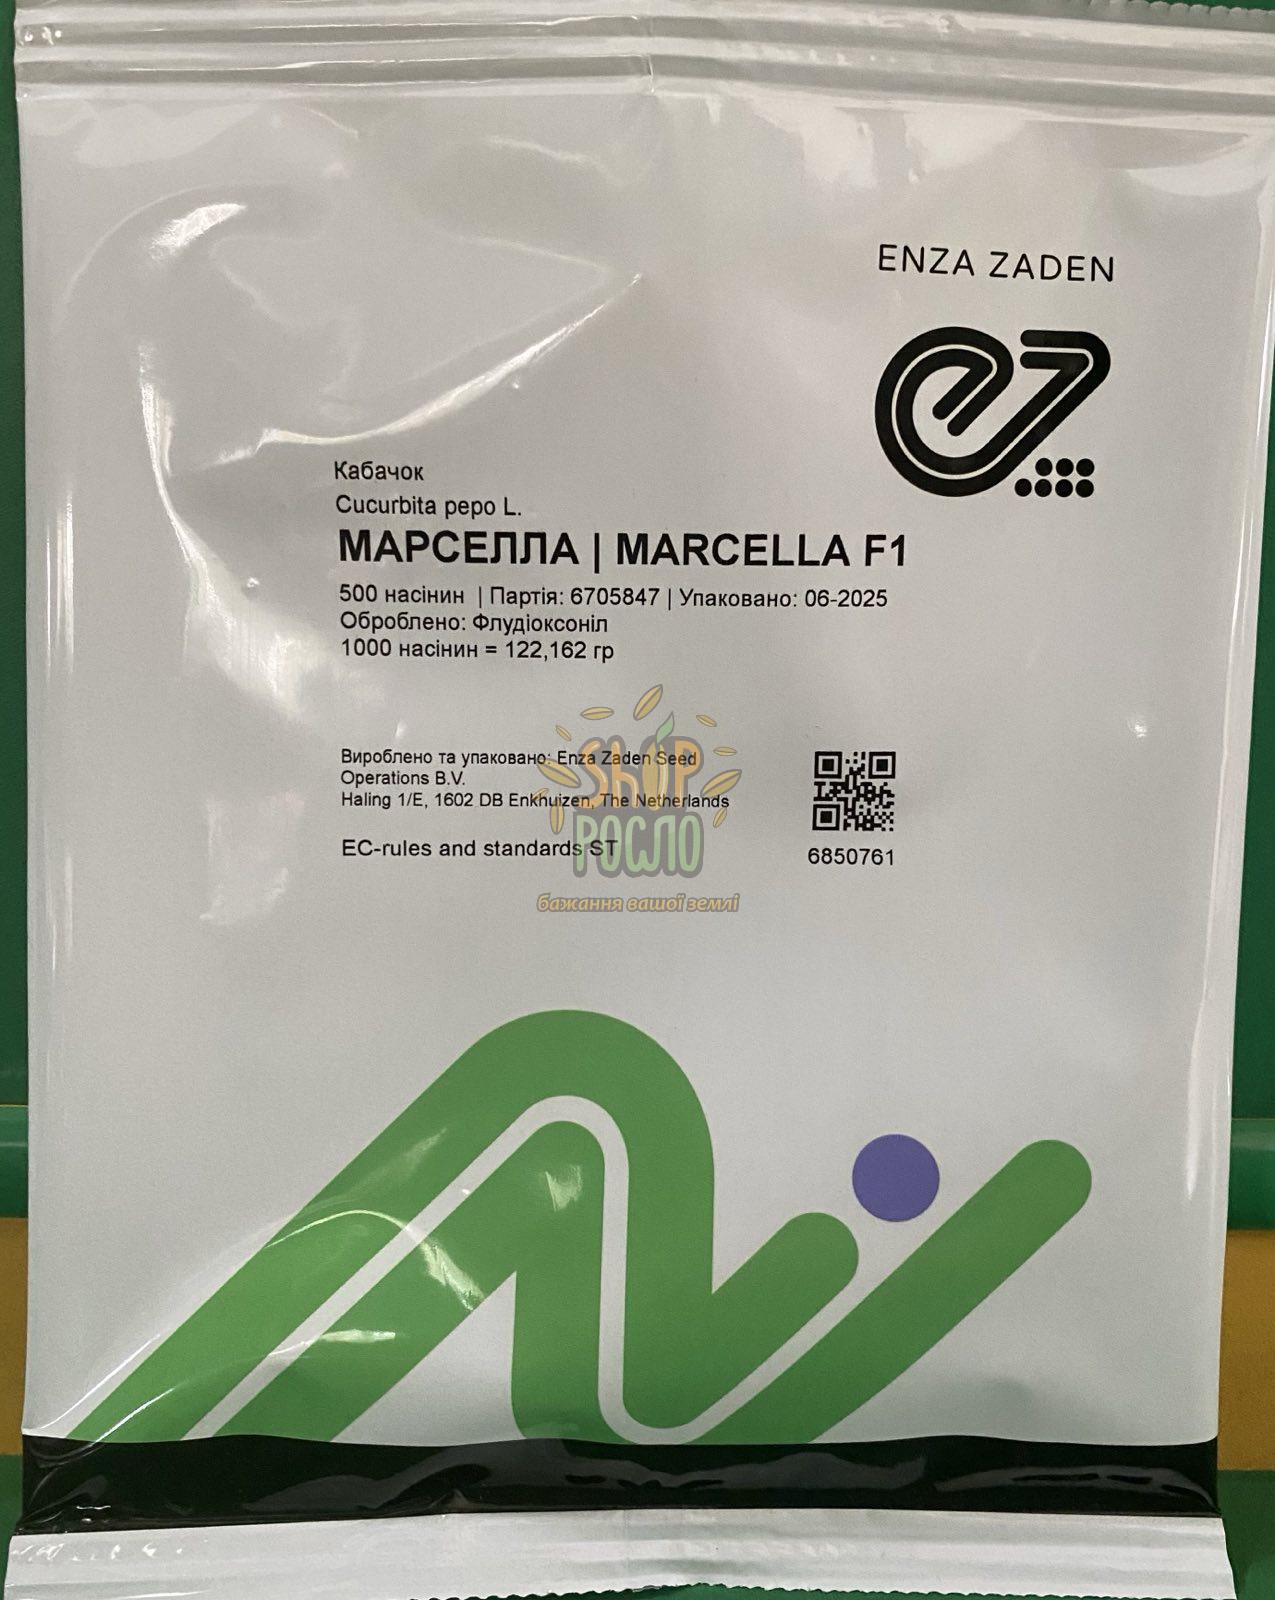 ENZA ZADEN
Кабачок
Cucurbita pepo L.
МАРСЕЛЛА | MARCELLA F1
500 насінин | Партія: 6705847 | Упаковано: 06-2025
Оброблено: Флудіоксоніл
1000 насінин = 122,162 гр
Вироблено та упаковано: Enza Zaden Seed
Operations B.V.
Haling 1/E, 1602 DB Enkhuizen, The Netherlands
EC-rules and standards ST
6850761
SHOP
РОСЛО
бажання вашої землі